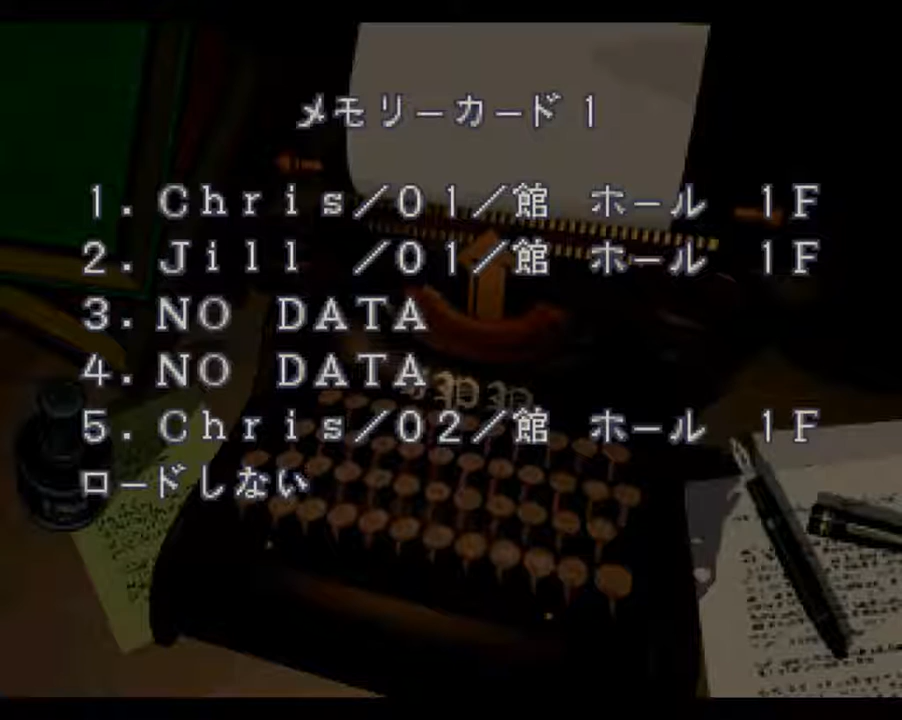 メモリーカード 1
1. Chris/01/館 ホール 1F
2. Jill /01/館 ホール 1F
3. NO DATA
4. NO DATA
5. Chris/02/館 ホール 1F
ロードしない